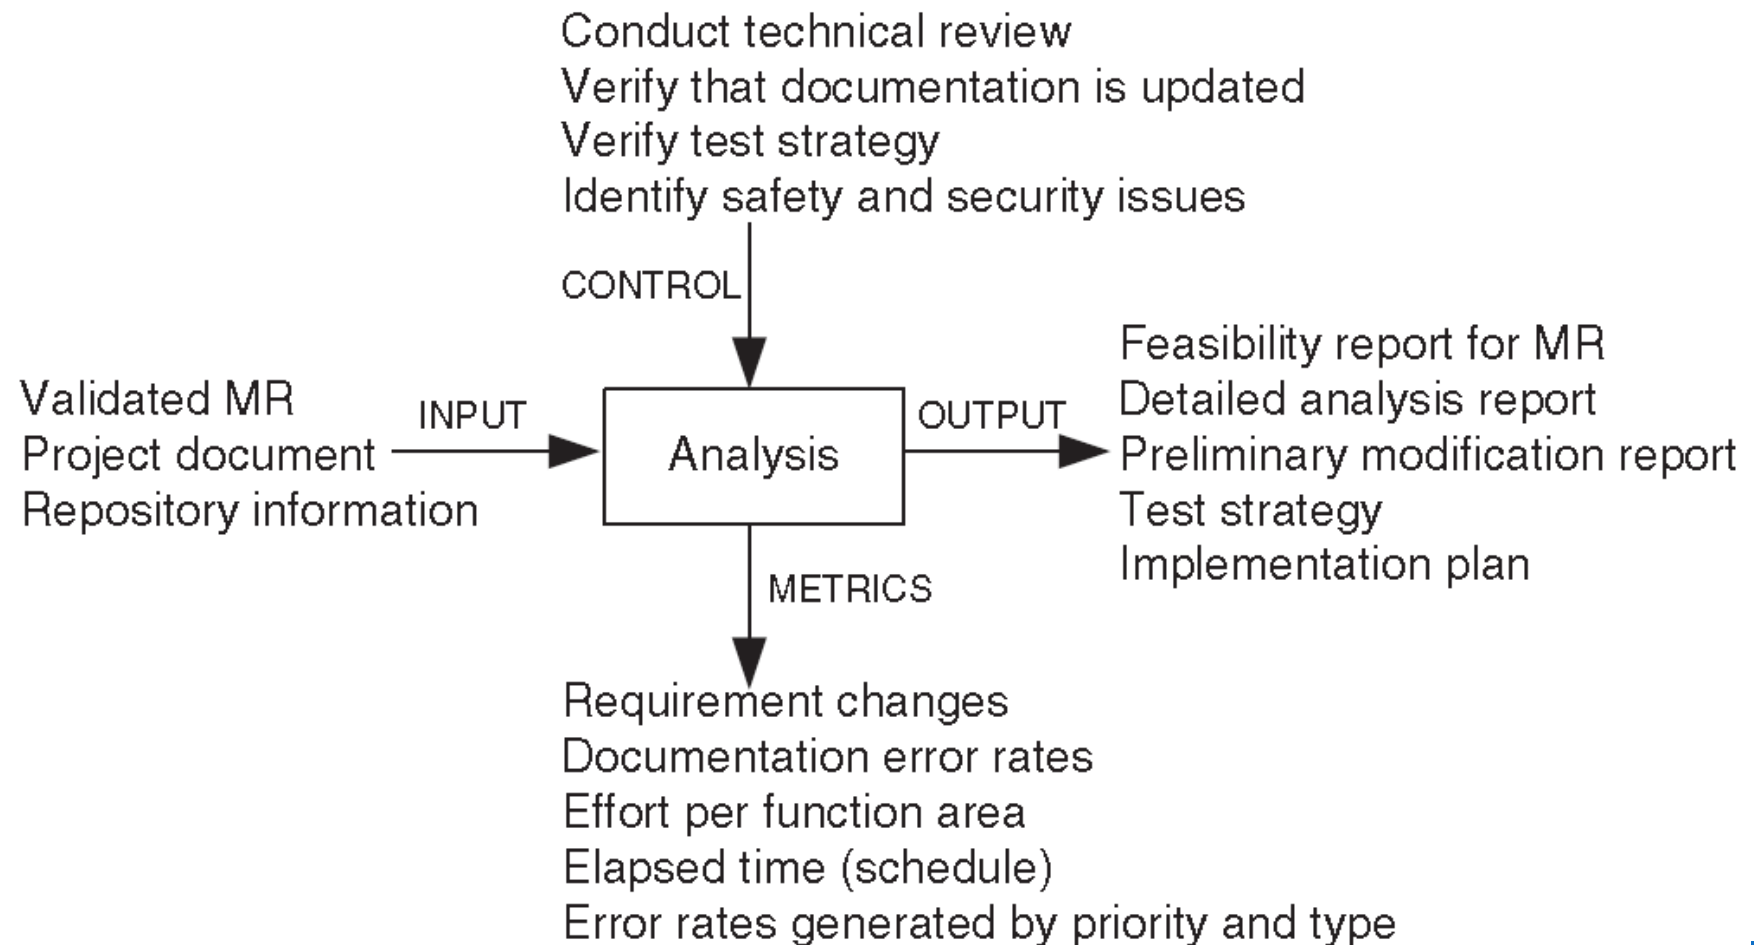 Conduct technical review
Verify that documentation is updated
Verify test strategy
Identify safety and security issues
CONTROL
Validated MR
Project document
Repository information
INPUT
Analysis
OUTPUT
Feasibility report for MR
Detailed analysis report
Preliminary modification report
Test strategy
Implementation plan
METRICS
Requirement changes
Documentation error rates
Effort per function area
Elapsed time (schedule)
Error rates generated by priority and type